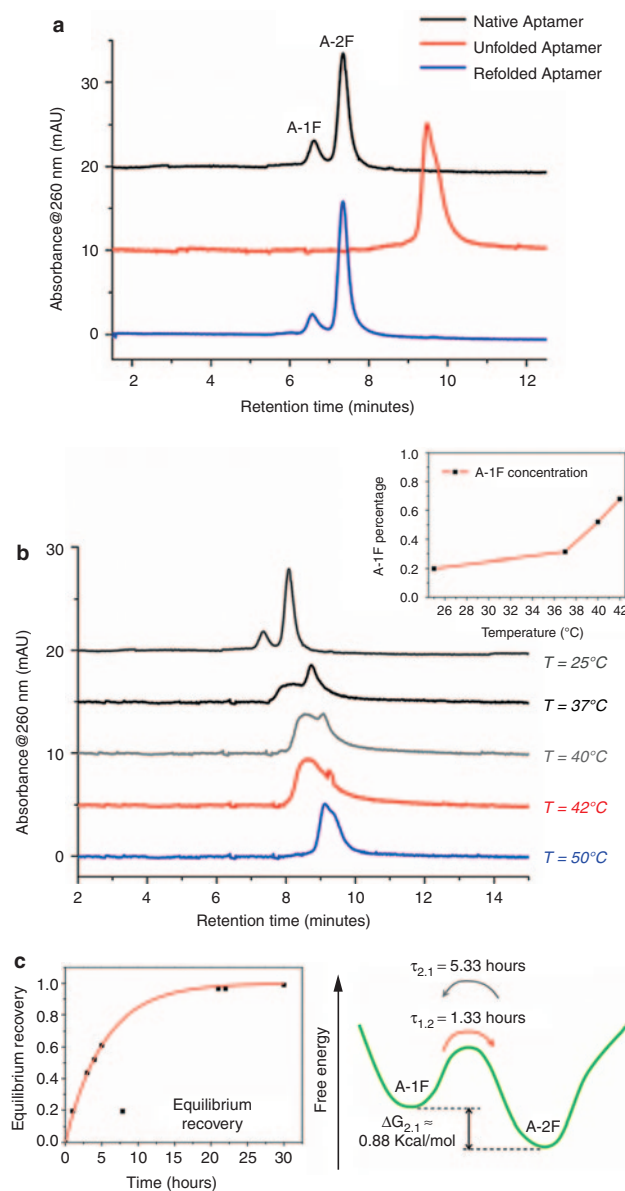 a
Native Aptamer
Unfolded Aptamer
Refolded Aptamer
A-2F
A-1F
30
20
10
0
Absorbance@260 nm (mAU)
2 4 6 8 10 12
Retention time (minutes)
b
1.0
0.8
0.6
0.4
0.2
0.0
A-1F percentage
A-1F concentration
26 28 30 32 34 36 38 40 42
Temperature (°C)
30
20
10
0
Absorbance@260 nm (mAU)
T = 25°C
T = 37°C
T = 40°C
T = 42°C
T = 50°C
2 4 6 8 10 12 14
Retention time (minutes)
c
1.0
0.8
0.6
0.4
0.2
0.0
Equilibrium recovery
Equilibrium
recovery
0 5 10 15 20 25 30
Time (hours)
Free energy
τ2.1 = 5.33 hours
τ1.2 = 1.33 hours
A-1F
ΔG2.1 ≈
0.88 Kcal/mol
A-2F